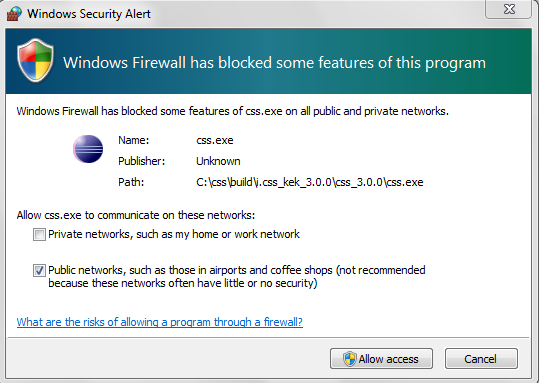 Windows Security Alert
Windows Firewall has blocked some features of this program
Windows Firewall has blocked some features of css.exe on all public and private networks.
Name: css.exe
Publisher: Unknown
Path: C:\css\build\i.css_kek_3.0.0\css_3.0.0\css.exe
Allow css.exe to communicate on these networks:
Private networks, such as my home or work network
Public networks, such as those in airports and coffee shops (not recommended
because these networks often have little or no security)
What are the risks of allowing a program through a firewall?
Allow access Cancel